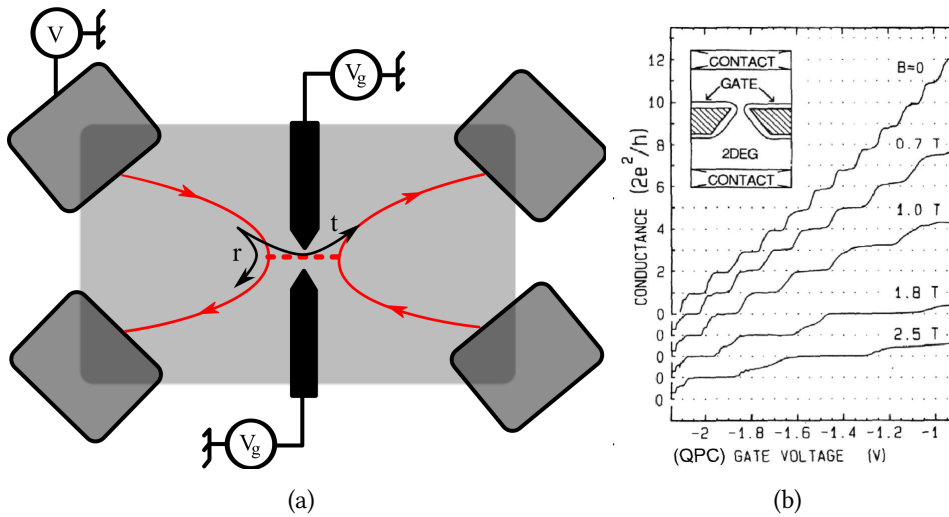 V
V_g
t
r
V_g
(a)
12
10
8
6
4
2
0
0
0
0
0
CONDUCTANCE (2e²/h)
CONTACT
GATE
2DEG
CONTACT
B=0
0.7 T
1.0 T
1.8 T
2.5 T
-2 -1.8 -1.6 -1.4 -1.2 -1
(QPC) GATE VOLTAGE (V)
(b)